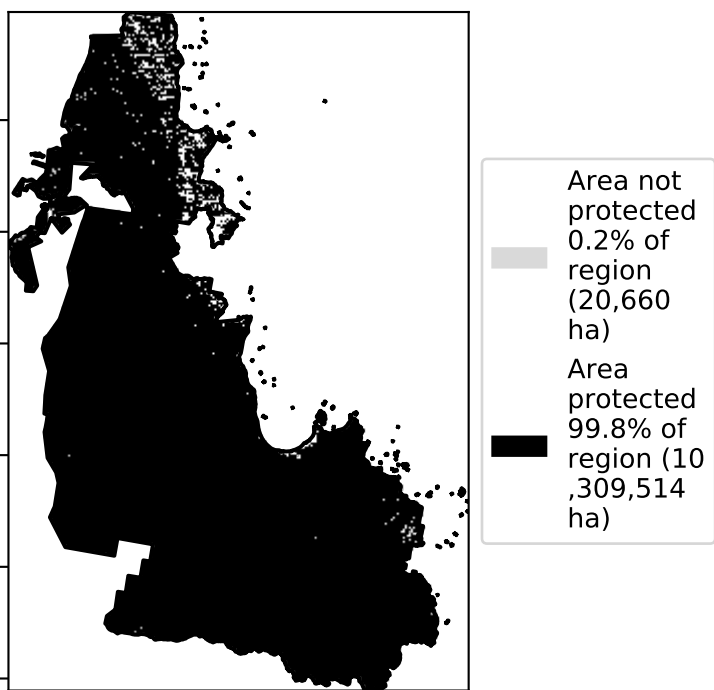 Area not
protected
0.2% of
region
(20,660
ha)
Area
protected
99.8% of
region (10
,309,514
ha)